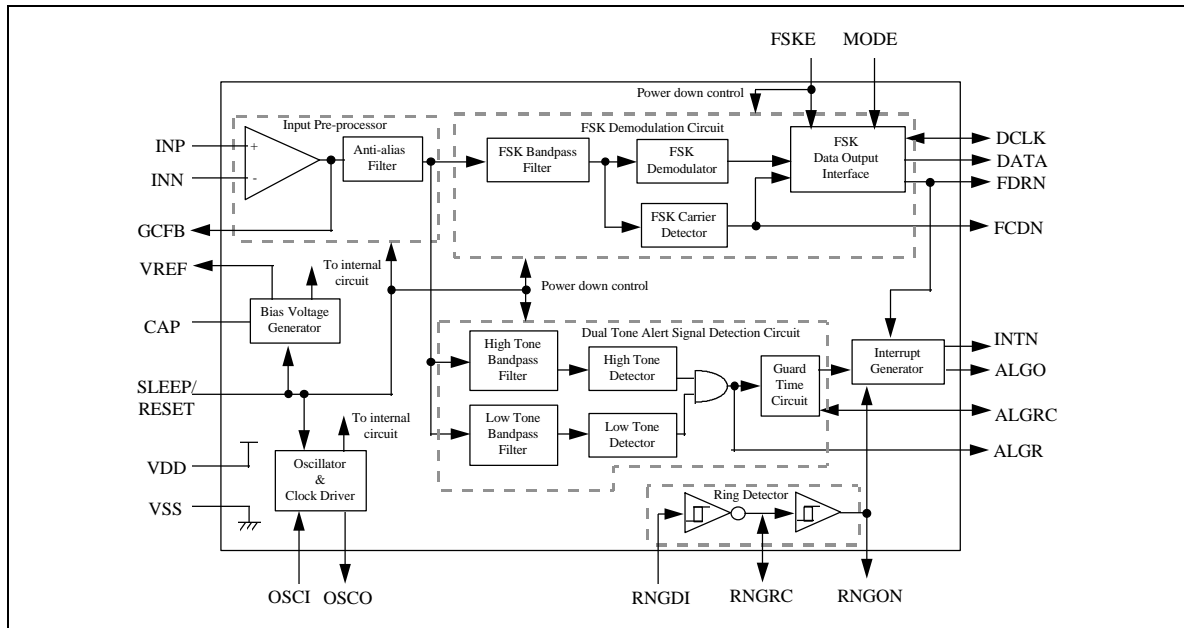 FSKE
MODE
Power down control
Input Pre-processor
FSK Demodulation Circuit
INP
+
Anti-alias
Filter
FSK Bandpass
Filter
FSK
Demodulator
FSK
Data Output
Interface
DCLK
DATA
INN
-
FDRN
GCFB
FSK Carrier
Detector
FCDN
VREF
To internal
circuit
Power down control
CAP
Bias Voltage
Generator
Dual Tone Alert Signal Detection Circuit
High Tone
Bandpass
Filter
High Tone
Detector
Guard
Time
Circuit
Interrupt
Generator
INTN
ALGO
SLEEP/
RESET
To internal
circuit
Low Tone
Bandpass
Filter
Low Tone
Detector
ALGRC
ALGR
VDD
Oscillator
&
Clock Driver
VSS
Ring Detector
OSCI
OSCO
RNGDI
RNGRC
RNGON